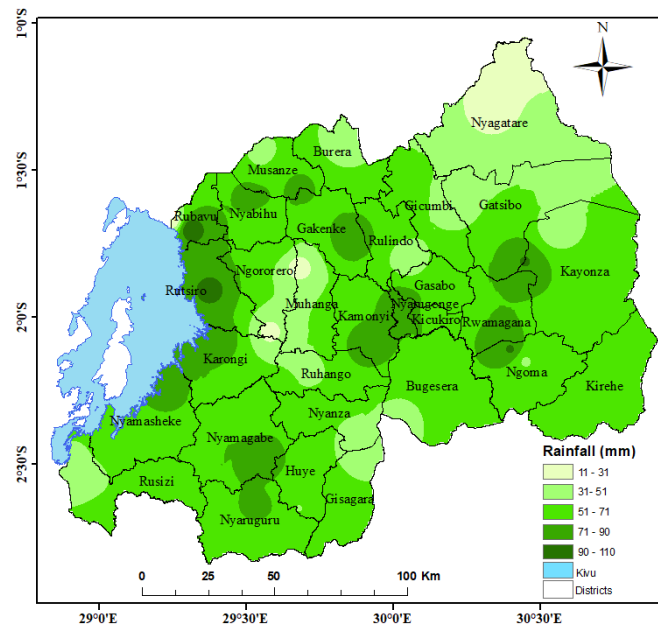 1°0'S
N
Nyagatare
Burera
1°30'S
Musanze
Gicumbi
Gatsibo
Rubavu
Nyabihu
Gakenke
Rulindo
Ngororero
Gasabo
Kayonza
Rutsiro
Muhanga
Nyarugenge
2°0'S
Kamonyi
Kicukiro
Rwamagana
Karongi
Ruhango
Ngoma
Bugesera
Kirehe
Nyamasheke
Nyanza
Nyamagabe
2°30'S
Huye
Rusizi
Gisagara
Nyaruguru
Rainfall (mm)
11 - 31
31- 51
51 - 71
71 - 90
90 - 110
Kivu
Districts
0 25 50 100 Km
29°0'E 29°30'E 30°0'E 30°30'E